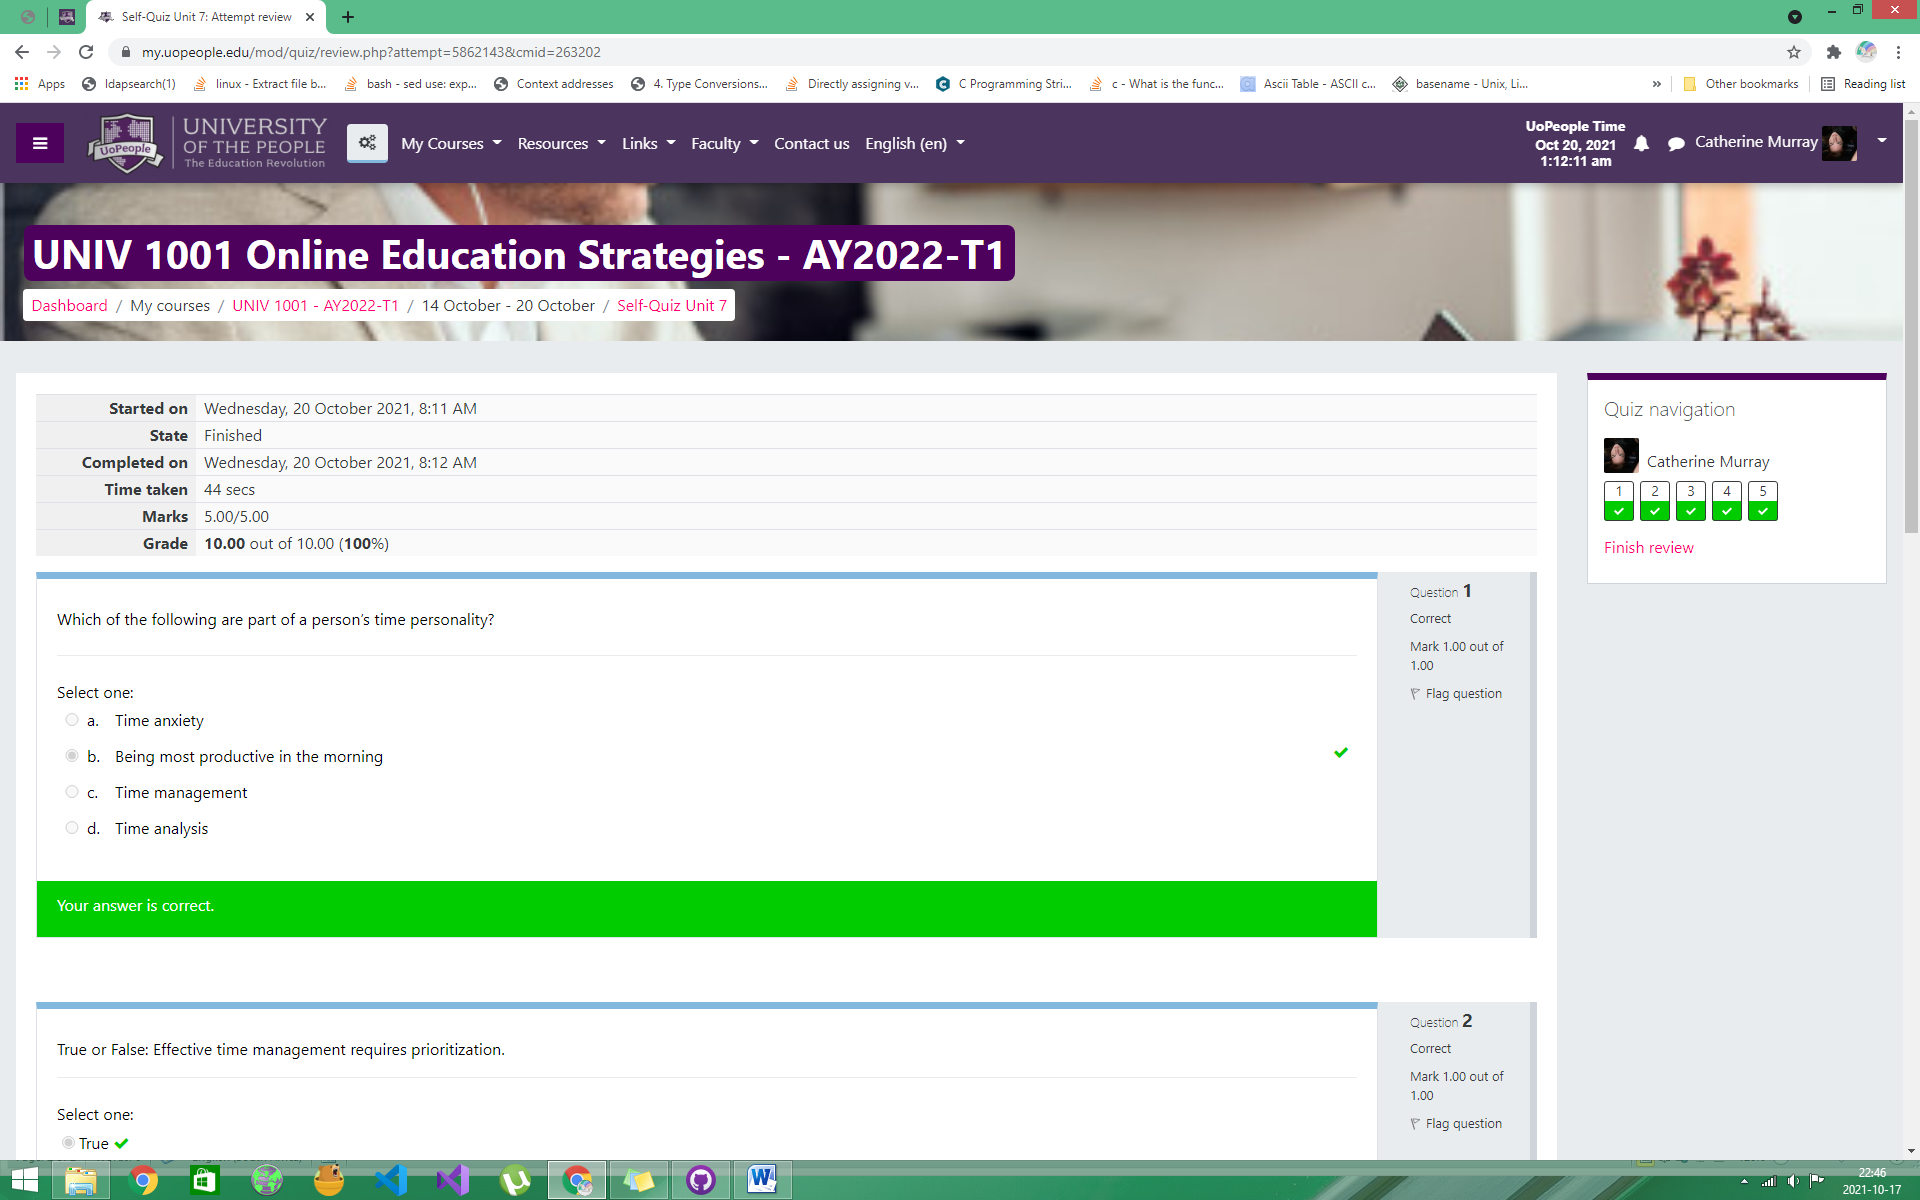 Self-Quiz Unit 7: Attempt review
my.uopeople.edu/mod/quiz/review.php?attempt=5862143&cmid=263202
Apps
ldapsearch(1)
linux - Extract file b...
bash - sed use: exp...
Context addresses
4. Type Conversions...
Directly assigning v...
C Programming Stri...
c - What is the func...
Ascii Table - ASCII c...
basename - Unix, Li...
»
Other bookmarks
Reading list
UoPeople
UNIVERSITY
OF THE PEOPLE
The Education Revolution
My Courses
Resources
Links
Faculty
Contact us
English (en)
UoPeople Time
Oct 20, 2021
1:12:11 am
Catherine Murray
UNIV 1001 Online Education Strategies - AY2022-T1
Dashboard / My courses / UNIV 1001 - AY2022-T1 / 14 October - 20 October / Self-Quiz Unit 7
Started on Wednesday, 20 October 2021, 8:11 AM
State Finished
Completed on Wednesday, 20 October 2021, 8:12 AM
Time taken 44 secs
Marks 5.00/5.00
Grade 10.00 out of 10.00 (100%)
Quiz navigation
Catherine Murray
1 2 3 4 5
Finish review
Which of the following are part of a person's time personality?
Select one:
a. Time anxiety
b. Being most productive in the morning
c. Time management
d. Time analysis
Your answer is correct.
Question 1
Correct
Mark 1.00 out of
1.00
Flag question
True or False: Effective time management requires prioritization.
Select one:
True
Question 2
Correct
Mark 1.00 out of
1.00
Flag question
22:46
2021-10-17